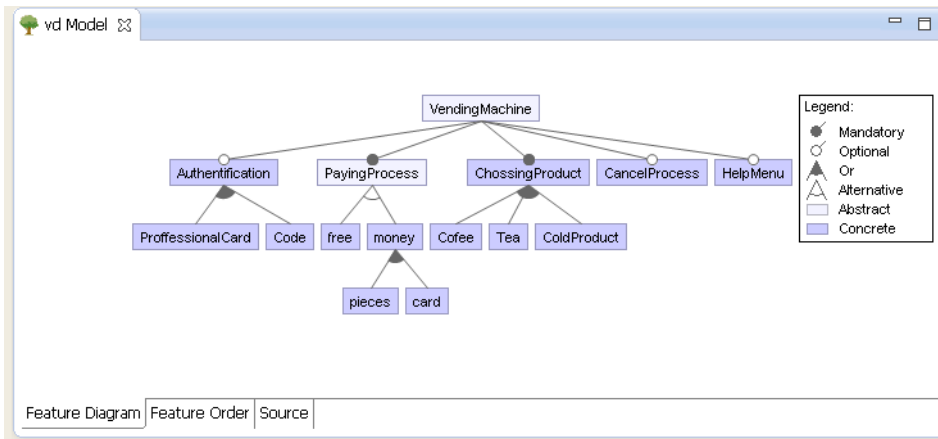 vd Model
VendingMachine
Legend:
Mandatory
Optional
Or
Alternative
Abstract
Concrete
Authentification PayingProcess ChossingProduct CancelProcess HelpMenu
ProffessionalCard Code free money Cofee Tea ColdProduct
pieces card
Feature Diagram Feature Order Source